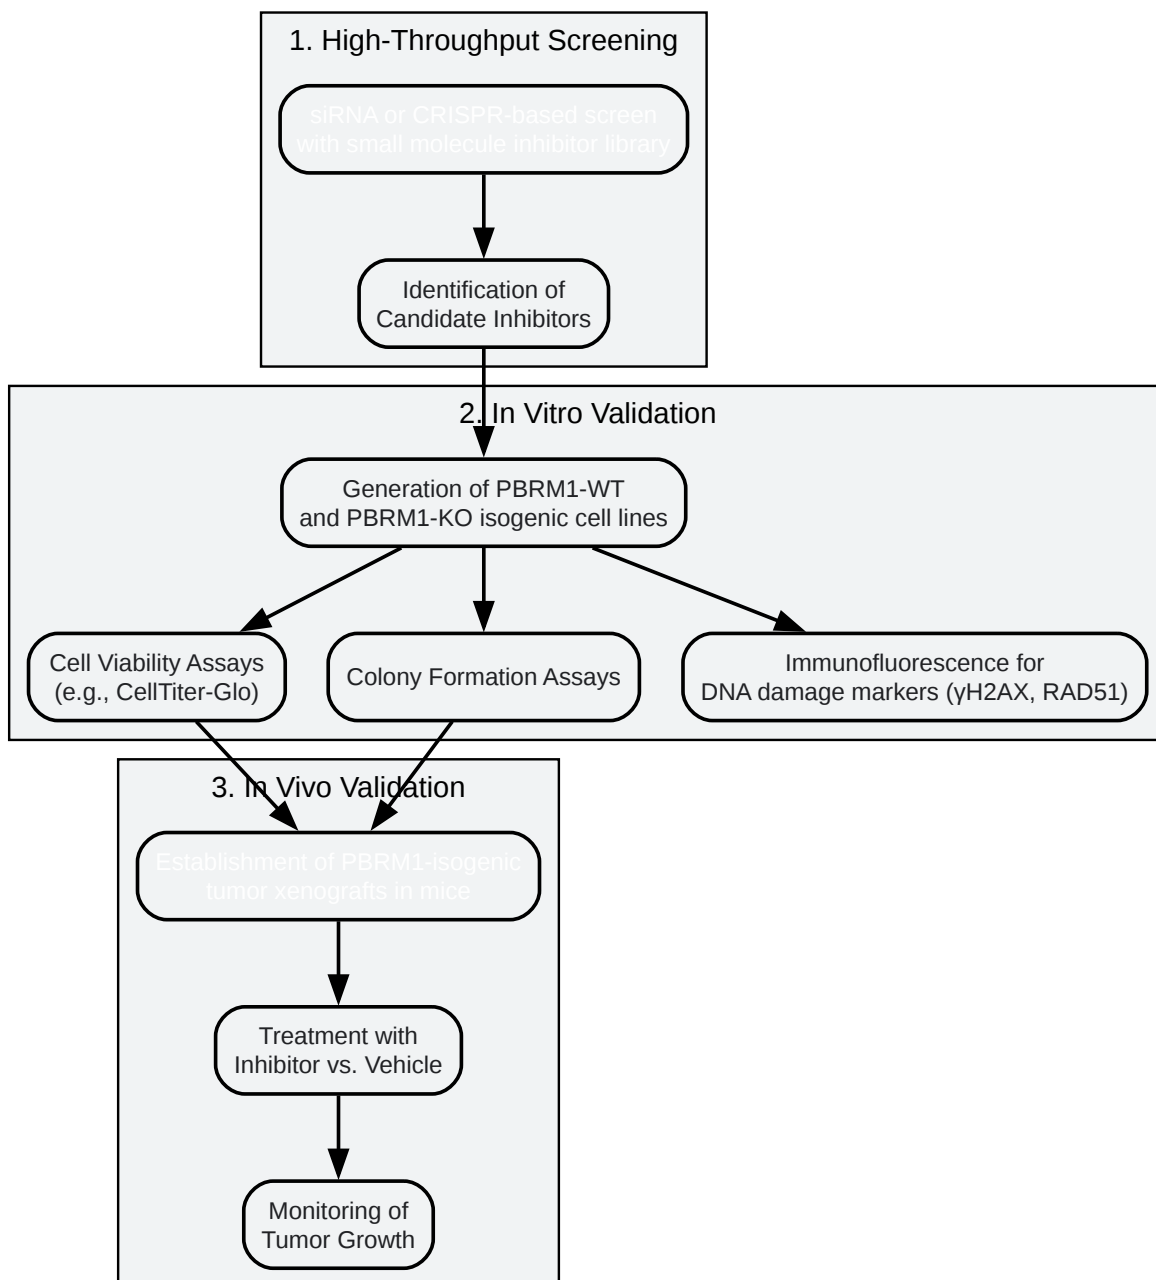 1. High-Throughput Screening
siRNA or CRISPR-based screen
with small molecule inhibitor library
Identification of
Candidate Inhibitors
2. In Vitro Validation
Generation of PBRM1-WT
and PBRM1-KO isogenic cell lines
Cell Viability Assays
(e.g., CellTiter-Glo)
Colony Formation Assays
Immunofluorescence for
DNA damage markers (γH2AX, RAD51)
3. In Vivo Validation
Establishment of PBRM1-isogenic
tumor xenografts in mice
Treatment with
Inhibitor vs. Vehicle
Monitoring of
Tumor Growth